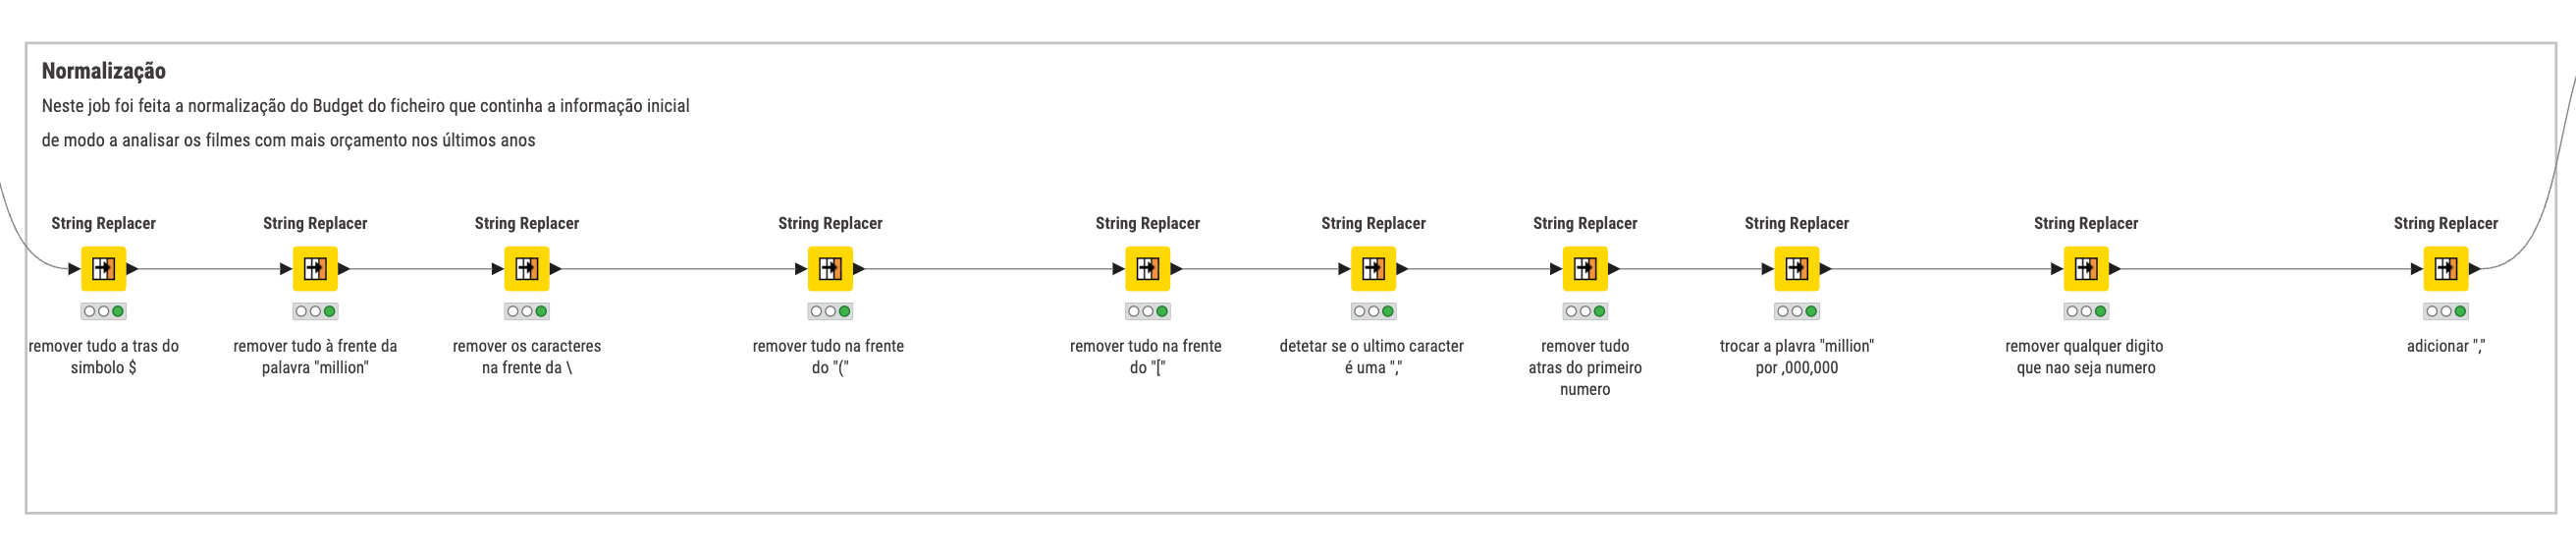 Normalização
Neste job foi feita a normalização do Budget do ficheiro que continha a informação inicial
de modo a analisar os filmes com mais orçamento nos últimos anos
String Replacer
remover tudo a tras do
simbolo $
String Replacer
remover tudo à frente da
palavra "million"
String Replacer
remover os caracteres
na frente da \
String Replacer
remover tudo na frente
do "("
String Replacer
remover tudo na frente
do "["
String Replacer
detetar se o ultimo caracter
é uma ","
String Replacer
remover tudo
atras do primeiro
numero
String Replacer
trocar a plavra "million"
por ,000,000
String Replacer
remover qualquer digito
que nao seja numero
String Replacer
adicionar ","